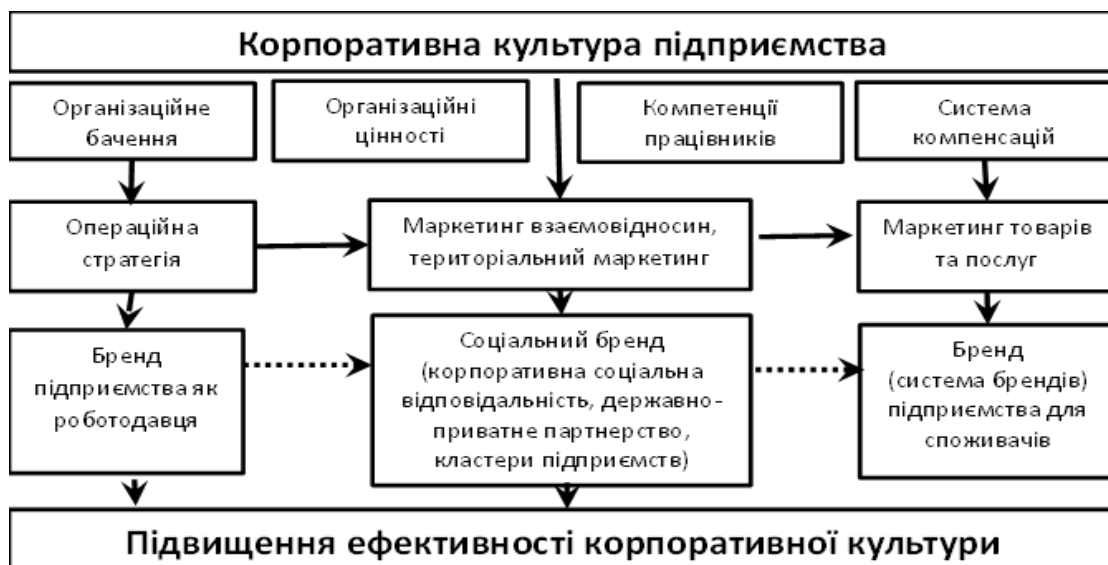 Корпоративна культура підприємства
Організаційне
бачення
Організаційні
цінності
Компетенції
працівників
Система
компенсацій
Операційна
стратегія
Маркетинг взаємовідносин,
територіальний маркетинг
Маркетинг товарів
та послуг
Бренд
підприємства як
роботодавця
Соціальний бренд
(корпоративна соціальна
відповідальність, державно-
приватне партнерство,
кластери підприємств)
Бренд
(система брендів)
підприємства для
споживачів
Підвищення ефективності корпоративної культури